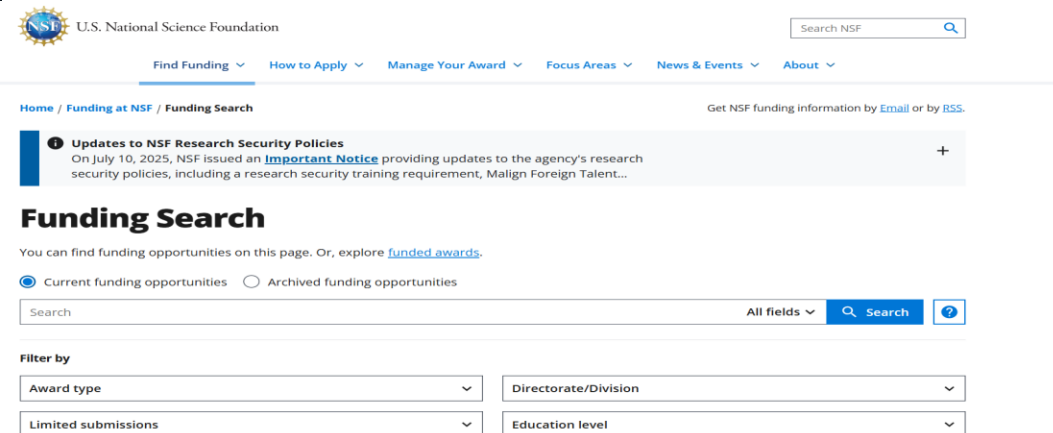 NSF U.S. National Science Foundation
Search NSF
Find Funding How to Apply Manage Your Award Focus Areas News & Events About
Home / Funding at NSF / Funding Search
Get NSF funding information by Email or by RSS.
Updates to NSF Research Security Policies
On July 10, 2025, NSF issued an Important Notice providing updates to the agency's research
security policies, including a research security training requirement, Malign Foreign Talent...
Funding Search
You can find funding opportunities on this page. Or, explore funded awards.
Current funding opportunities Archived funding opportunities
Search All fields Search ?
Filter by
Award type Directorate/Division
Limited submissions Education level